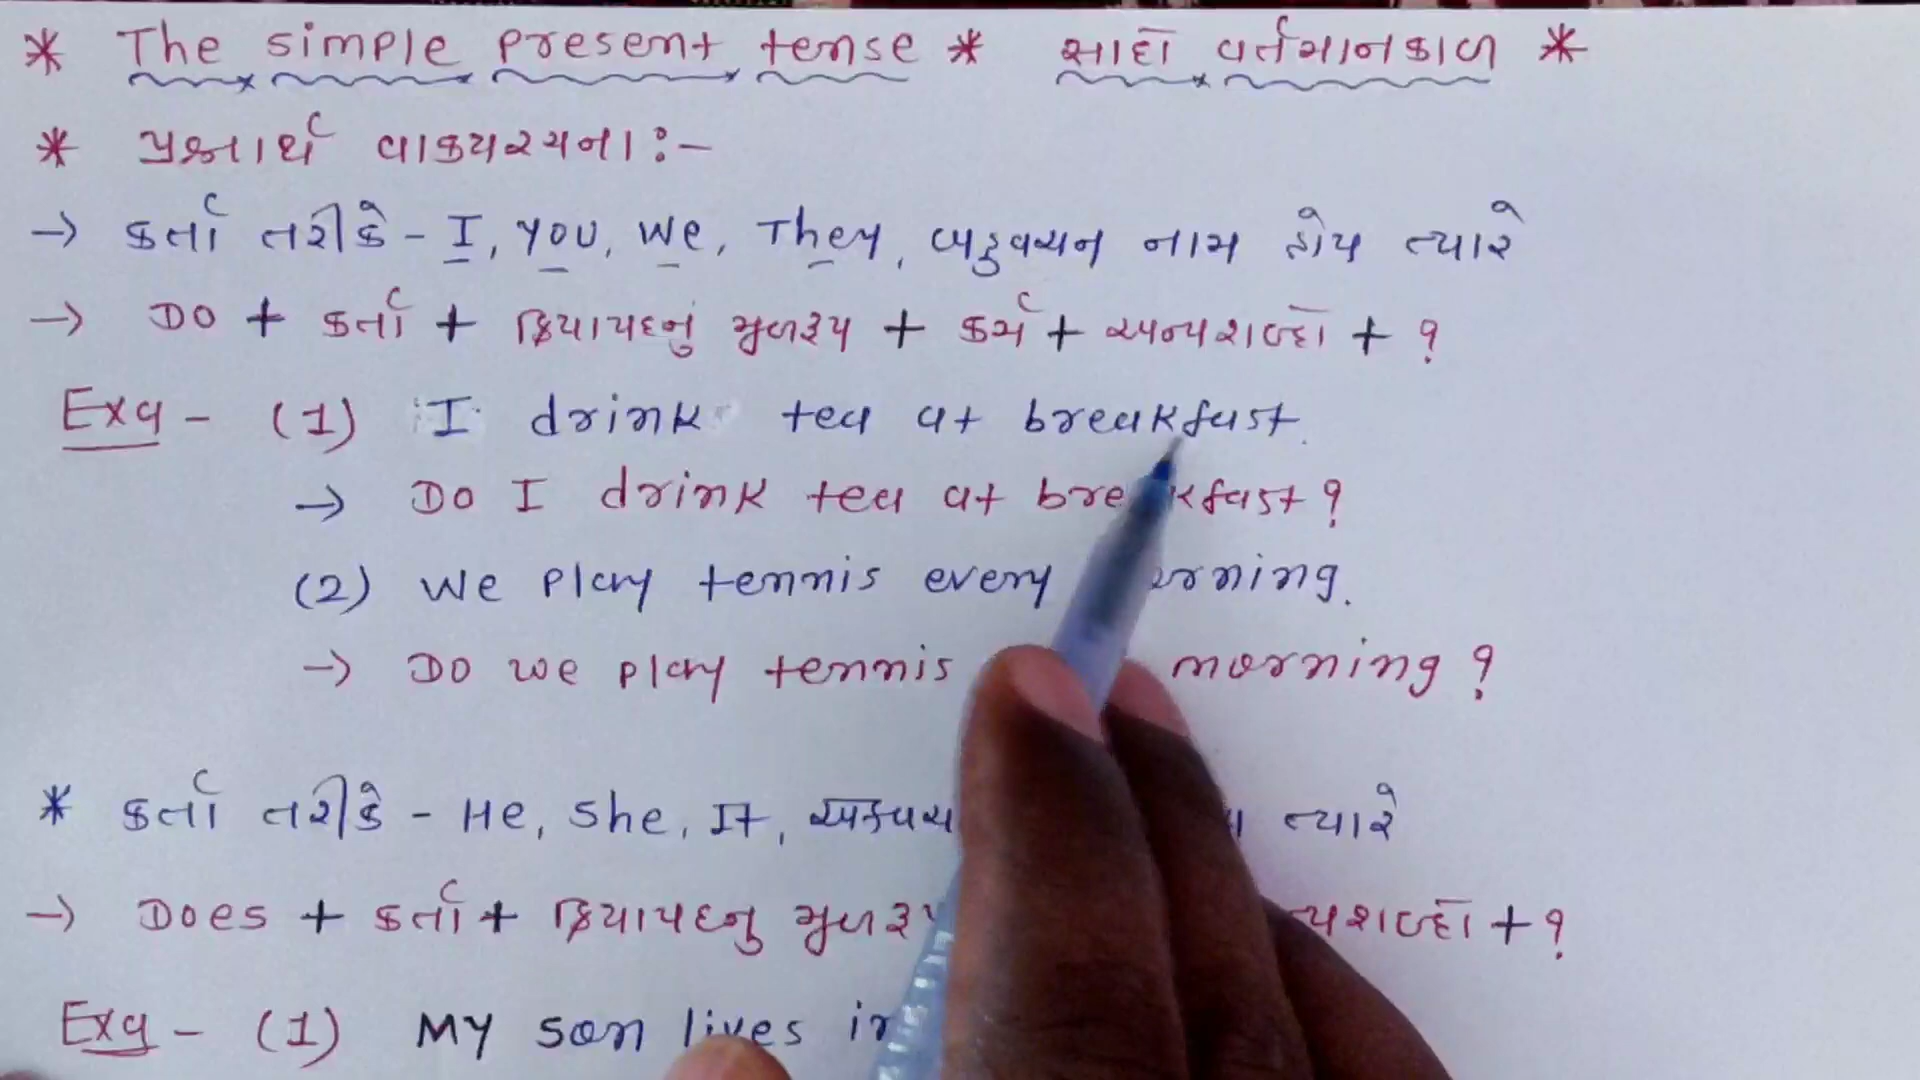 * The simple present tense * સાદો વર્તમાનકાળ *
* પ્રશ્નાર્થ વાક્યરચના :-
→ કર્તા તરીકે - I, you, we, They, બહુવચન નામ હોય ત્યારે
→ Do + કર્તા + ક્રિયાપદનું મુળરૂપ + કર્મ + અન્યશબ્દો + ?
Exa - (1) I drink tea at breakfast.
→ Do I drink tea at breakfast ?
(2) we play tennis every morning.
→ Do we play tennis morning ?
* કર્તા તરીકે - He, she, It, ત્યારે
→ Does + કર્તા + ક્રિયાપદનુ મુળરૂ ન્યશબ્દો + ?
Exa - (1) My son lives in